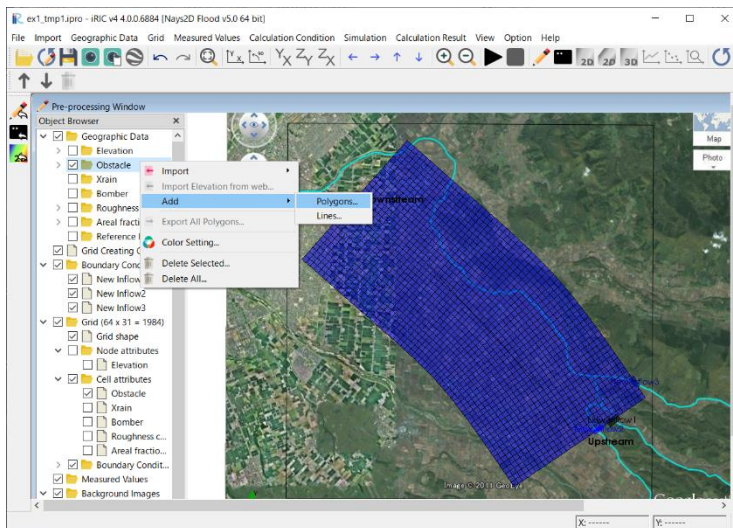 ex1_tmp1.ipro - iRIC v4 4.0.0.6884 [Nays2D Flood v5.0 64 bit]
File Import Geographic Data Grid Measured Values Calculation Condition Simulation Calculation Result View Option Help
2D 2D 3D
Pre-processing Window
Object Browser
Geographic Data
Elevation
Obstacle
Xrain
Bomber
Roughness
Areal fracti
Reference
Grid Creating C
Boundary Cond
New Inflow1
New Inflow2
New Inflow3
Grid (64 x 31 = 1984)
Grid shape
Node attributes
Elevation
Cell attributes
Obstacle
Xrain
Bomber
Roughness c...
Areal fractio...
Boundary Condit...
Measured Values
Background Images
Import
Import Elevation from web...
Add
Export All Polygons...
Color Setting...
Delete Selected...
Delete All...
Polygons...
Lines...
Map
Photo
wnstream
Upstream
Image © 2011 GeoEye
X: ------
Y: ------